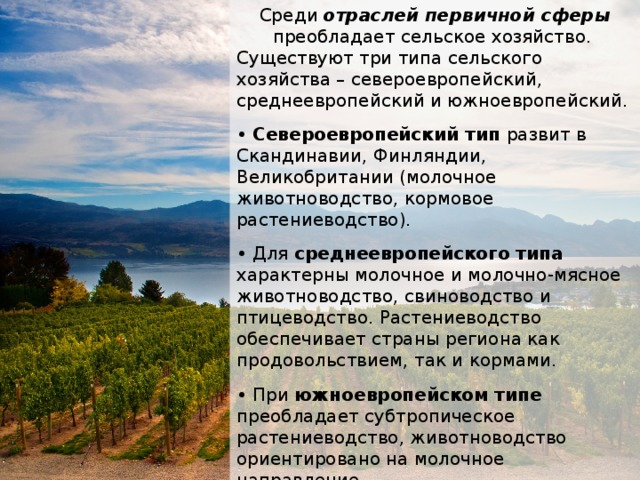 Среди отраслей первичной сферы
преобладает сельское хозяйство.
Существуют три типа сельского
хозяйства – североевропейский,
среднеевропейский и южноевропейский.
• Североевропейский тип развит в
Скандинавии, Финляндии,
Великобритании (молочное
животноводство, кормовое
растениеводство).
• Для среднеевропейского типа
характерны молочное и молочно-мясное
животноводство, свиноводство и
птицеводство. Растениеводство
обеспечивает страны региона как
продовольствием, так и кормами.
• При южноевропейском типе
преобладает субтропическое
растениеводство, животноводство
ориентировано на молочное
направление